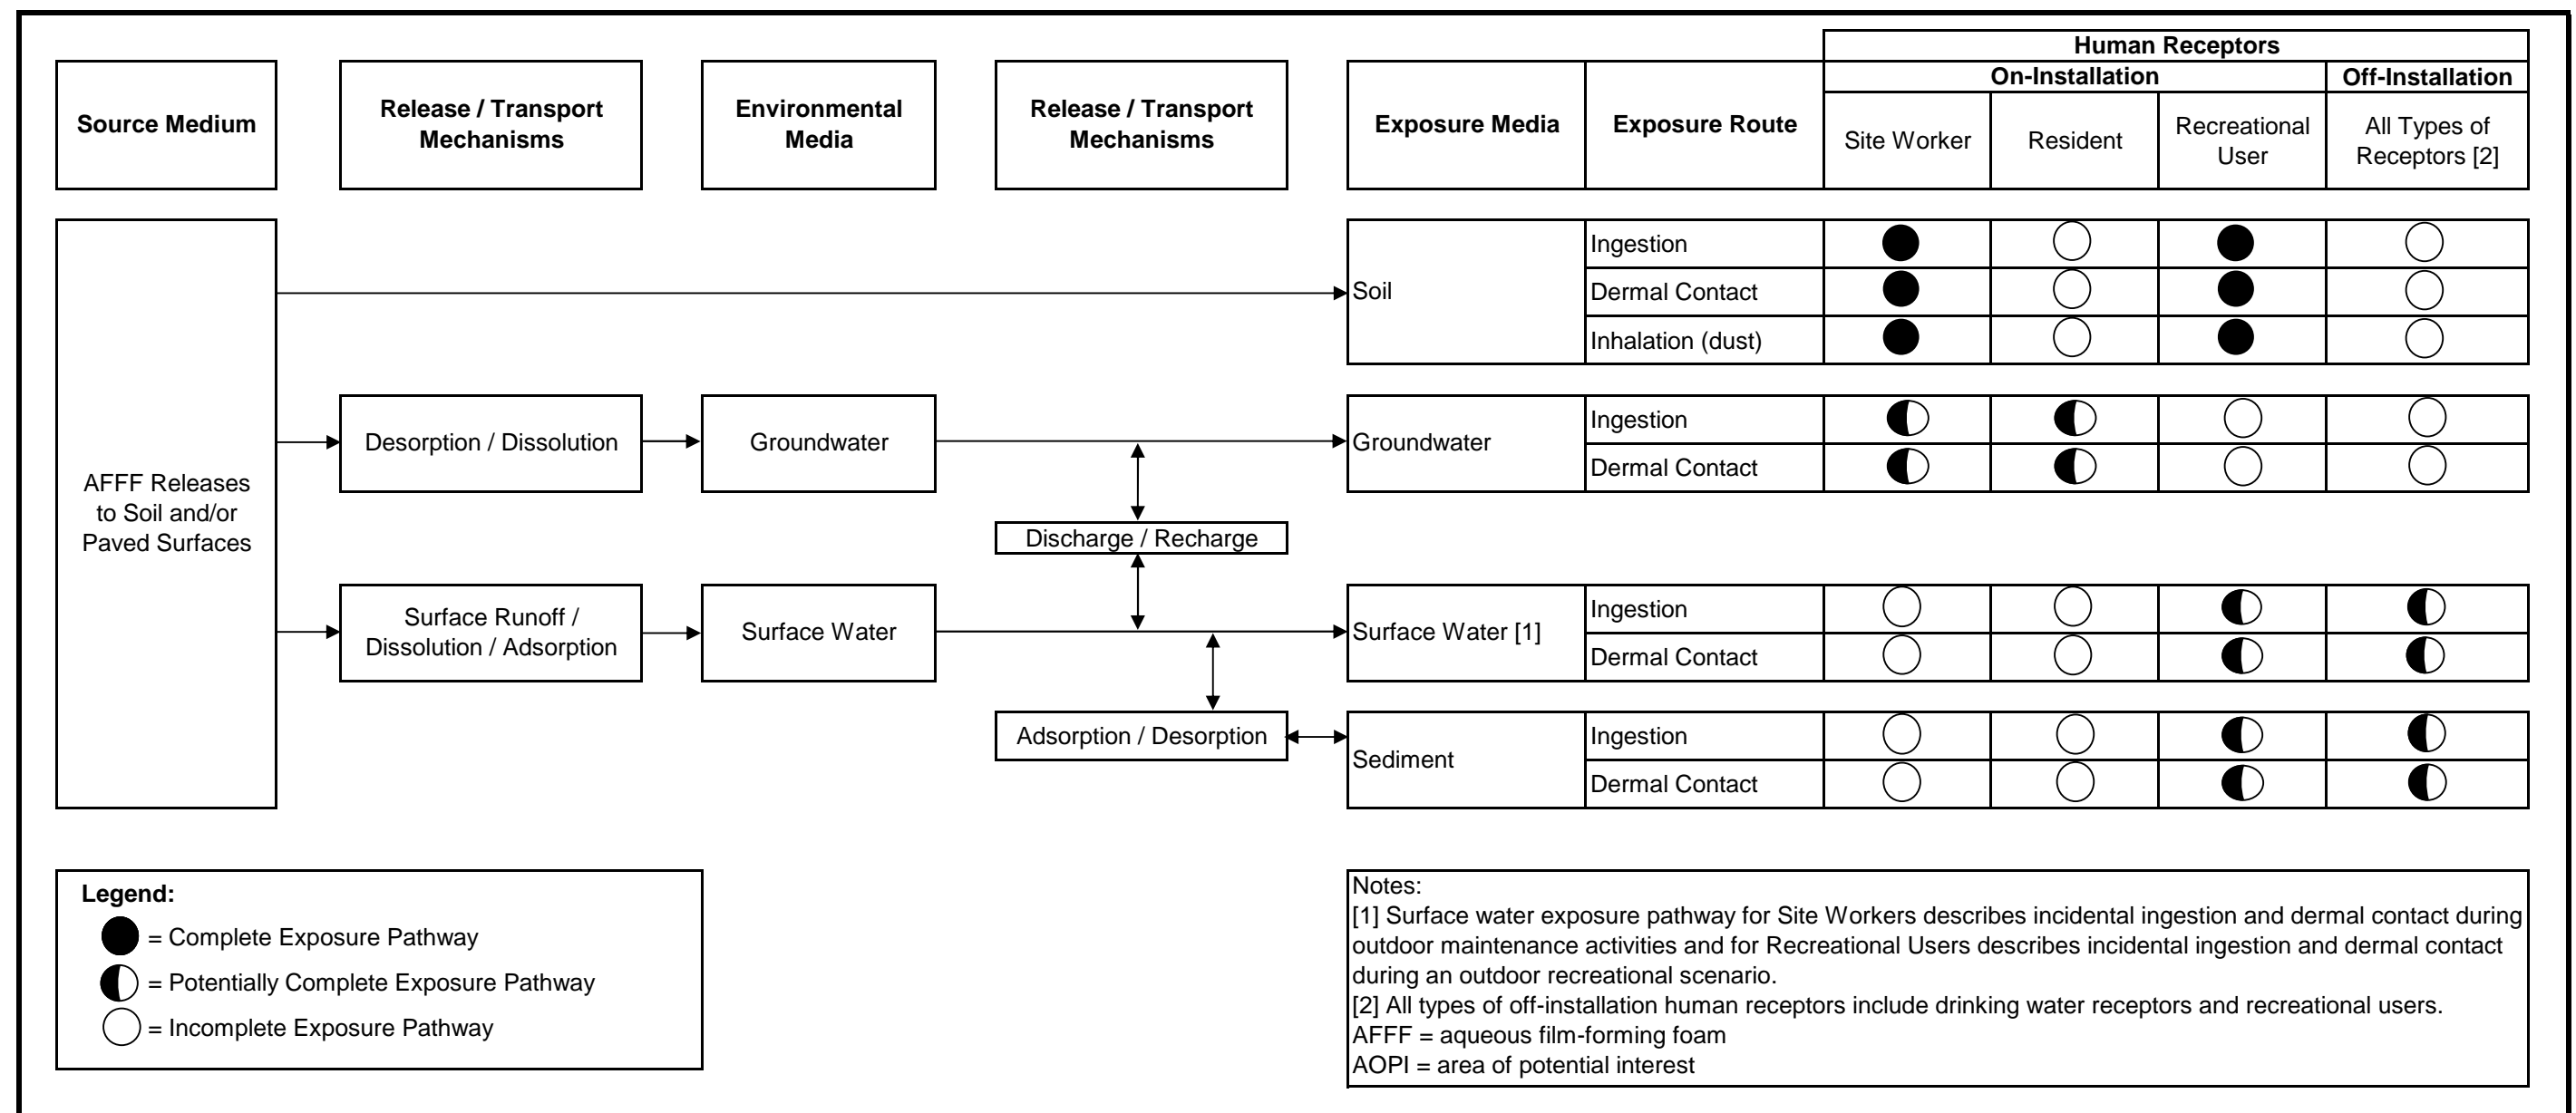 Human Receptors
On-Installation
Off-Installation
Source Medium
Release / Transport
Mechanisms
Environmental
Media
Release / Transport
Mechanisms
Exposure Media
Exposure Route
Site Worker
Resident
Recreational
User
All Types of
Receptors [2]
AFFF Releases
to Soil and/or
Paved Surfaces
Soil
Ingestion
Dermal Contact
Inhalation (dust)
Desorption / Dissolution
Groundwater
Groundwater
Ingestion
Dermal Contact
Discharge / Recharge
Surface Runoff /
Dissolution / Adsorption
Surface Water
Surface Water [1]
Ingestion
Dermal Contact
Adsorption / Desorption
Sediment
Ingestion
Dermal Contact
Legend:
= Complete Exposure Pathway
= Potentially Complete Exposure Pathway
= Incomplete Exposure Pathway
Notes:
[1] Surface water exposure pathway for Site Workers describes incidental ingestion and dermal contact during
outdoor maintenance activities and for Recreational Users describes incidental ingestion and dermal contact
during an outdoor recreational scenario.
[2] All types of off-installation human receptors include drinking water receptors and recreational users.
AFFF = aqueous film-forming foam
AOPI = area of potential interest